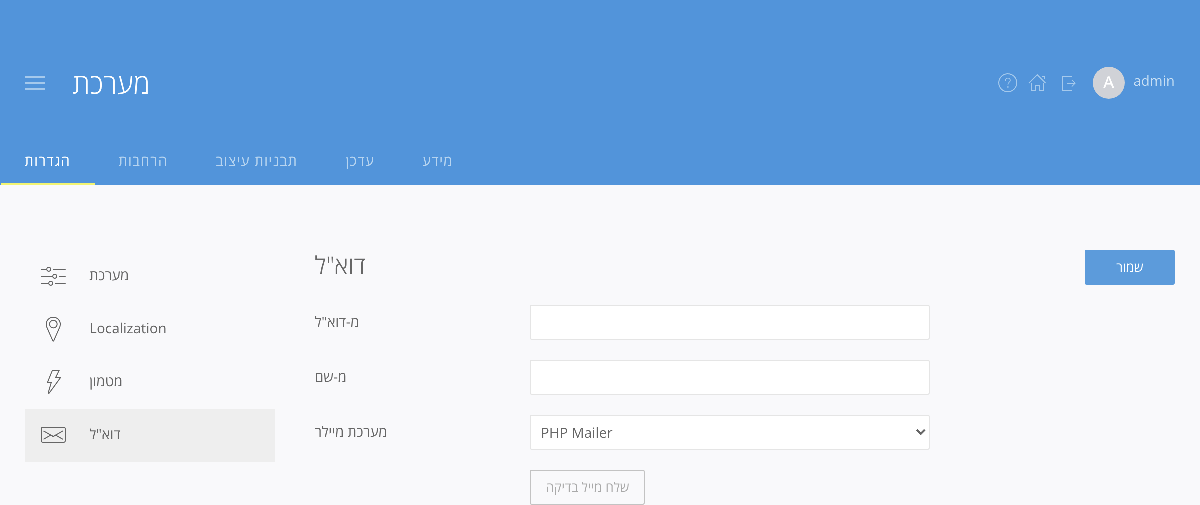 מערכת
A admin
הגדרות
הרחבות
תבניות עיצוב
עדכן
מידע
מערכת
Localization
מטמון
דוא"ל
דוא"ל
שמור
מ-דוא"ל
מ-שם
מערכת מיילר
PHP Mailer
שלח מייל בדיקה